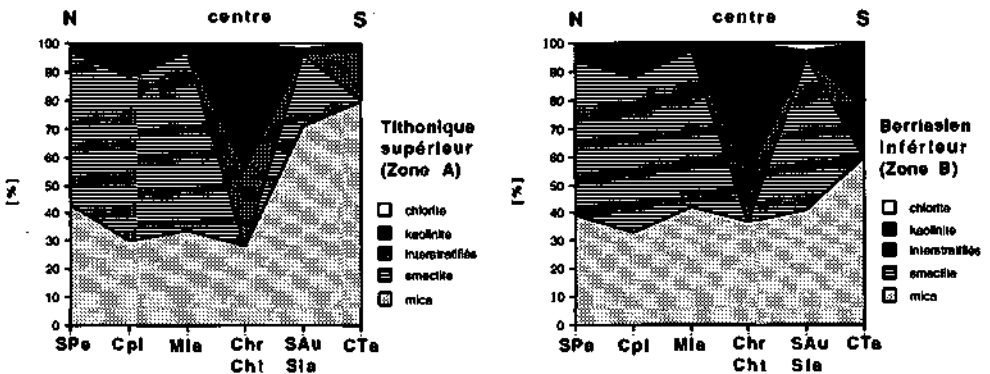 N centre S
[%]
100
90
80
70
60
50
40
30
20
10
0
SPe Cpl Mla Chr SAu CTa
Cht Sla
Tithonique
supérieur
(Zone A)
chlorite
kaolinite
interstratifiés
smectite
mica
N centre S
[%]
100
90
80
70
60
50
40
30
20
10
0
SPe Cpl Mla Chr SAu CTa
Cht Sla
Berriasien
inférieur
(Zone B)
chlorite
kaolinite
interstratifiés
smectite
mica